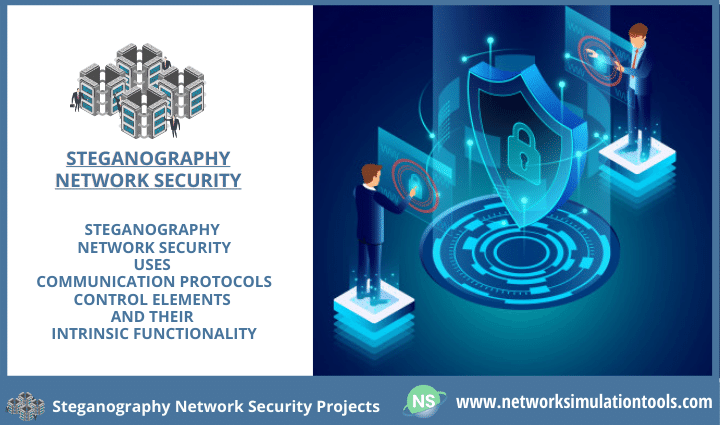 STEGANOGRAPHY
NETWORK SECURITY
STEGANOGRAPHY
NETWORK SECURITY
USES
COMMUNICATION PROTOCOLS
CONTROL ELEMENTS
AND THEIR
INTRINSIC FUNCTIONALITY
Steganography Network Security Projects
NS
www.networksimulationtools.com